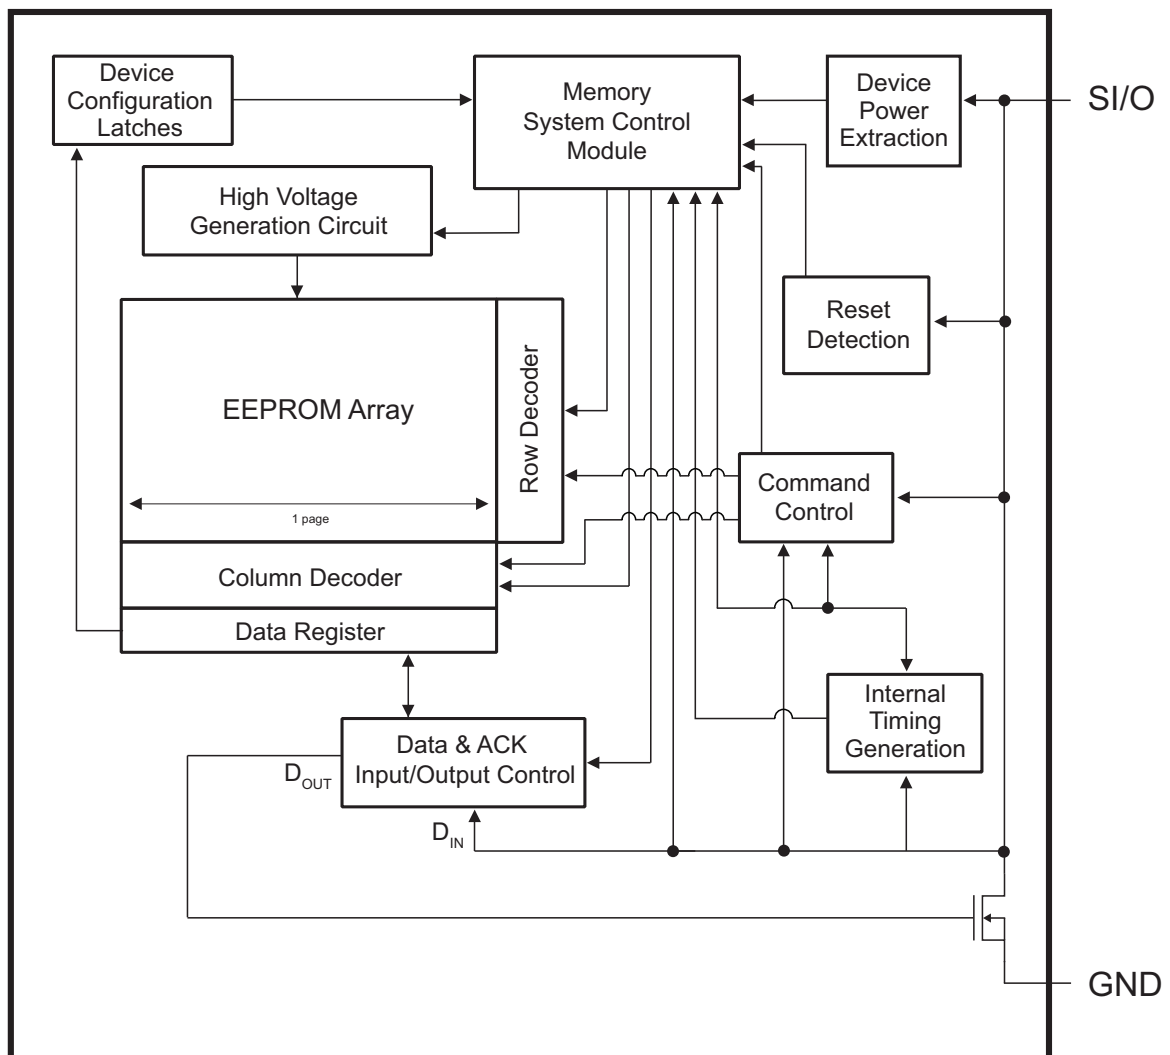 Device
Configuration
Latches
Memory
System Control
Module
Device
Power
Extraction
SI/O
High Voltage
Generation Circuit
Reset
Detection
EEPROM Array
Row Decoder
1 page
Command
Control
Column Decoder
Data Register
Internal
Timing
Generation
Data & ACK
Input/Output Control
DOUT
DIN
GND